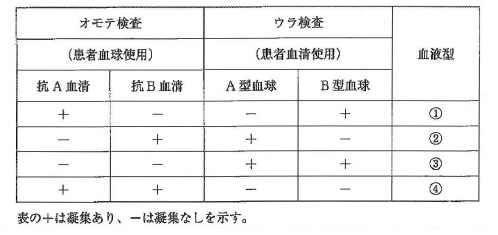 オモテ検査 ウラ検査 血液型
(患者血球使用) (患者血清使用)
抗A血清 抗B血清 A型血球 B型血球
+ − − + ①
− + + − ②
− − + + ③
+ + − − ④
表の+は凝集あり、−は凝集なしを示す。